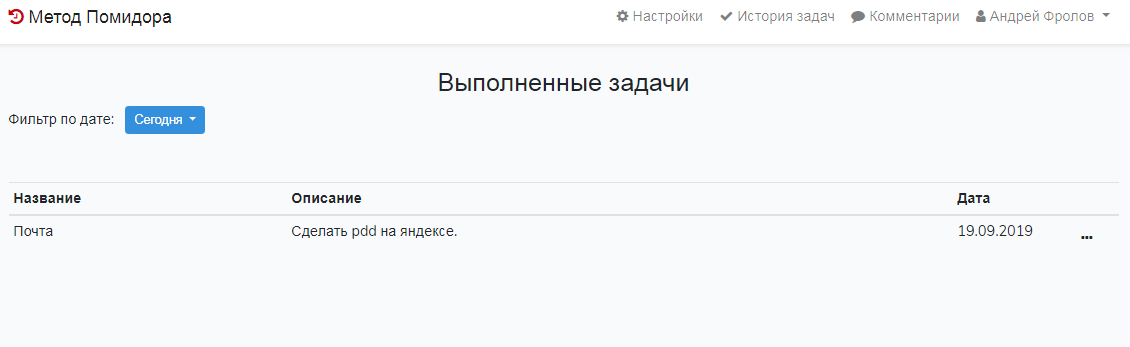 Метод Помидора Настройки История задач Комментарии Андрей Фролов
Выполненные задачи
Фильтр по дате: Сегодня
Название Описание Дата
Почта Сделать pdd на яндексе. 19.09.2019 ...